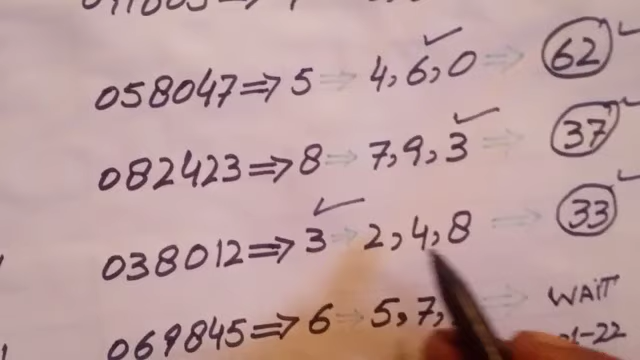 058047 ⇒ 5 ⇒ 4, 6, 0 ⇒ 62
082423 ⇒ 8 ⇒ 7, 9, 3 ⇒ 37
038012 ⇒ 3 ⇒ 2, 4, 8 ⇒ 33
069845 ⇒ 6 ⇒ 5, 7, ⇒ WAIT